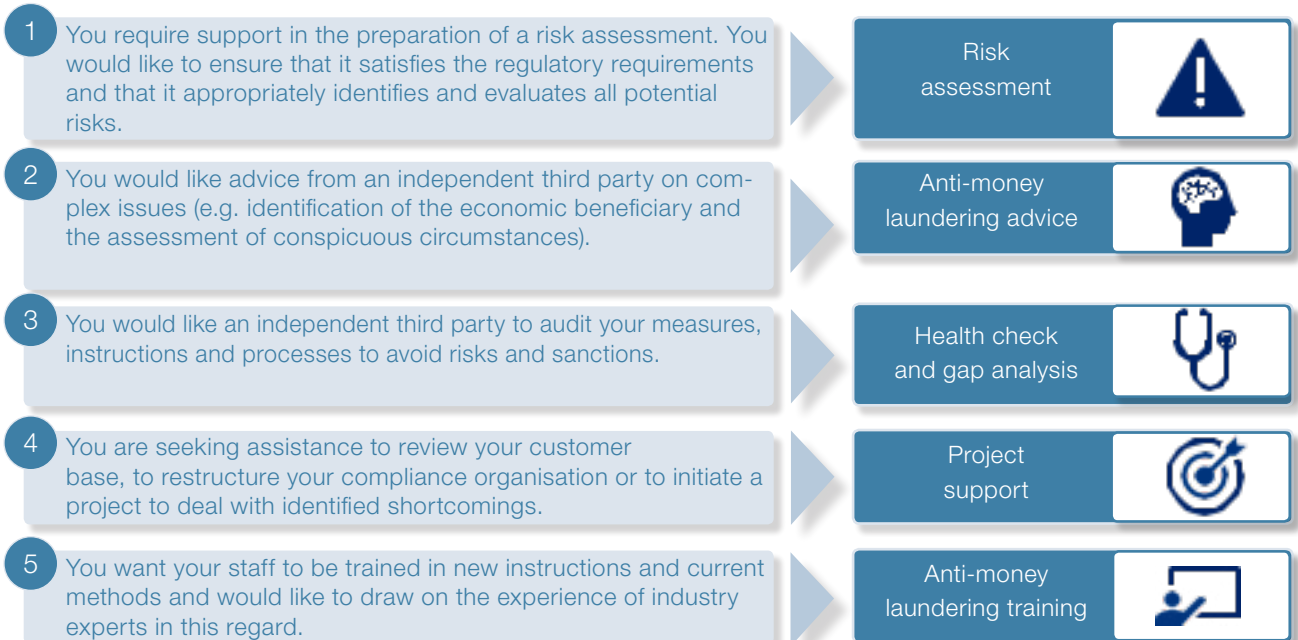 1
You require support in the preparation of a risk assessment. You
would like to ensure that it satisfies the regulatory requirements
and that it appropriately identifies and evaluates all potential
risks.
Risk
assessment
2
You would like advice from an independent third party on com-
plex issues (e.g. identification of the economic beneficiary and
the assessment of conspicuous circumstances).
Anti-money
laundering advice
3
You would like an independent third party to audit your measures,
instructions and processes to avoid risks and sanctions.
Health check
and gap analysis
4
You are seeking assistance to review your customer
base, to restructure your compliance organisation or to initiate a
project to deal with identified shortcomings.
Project
support
5
You want your staff to be trained in new instructions and current
methods and would like to draw on the experience of industry
experts in this regard.
Anti-money
laundering training